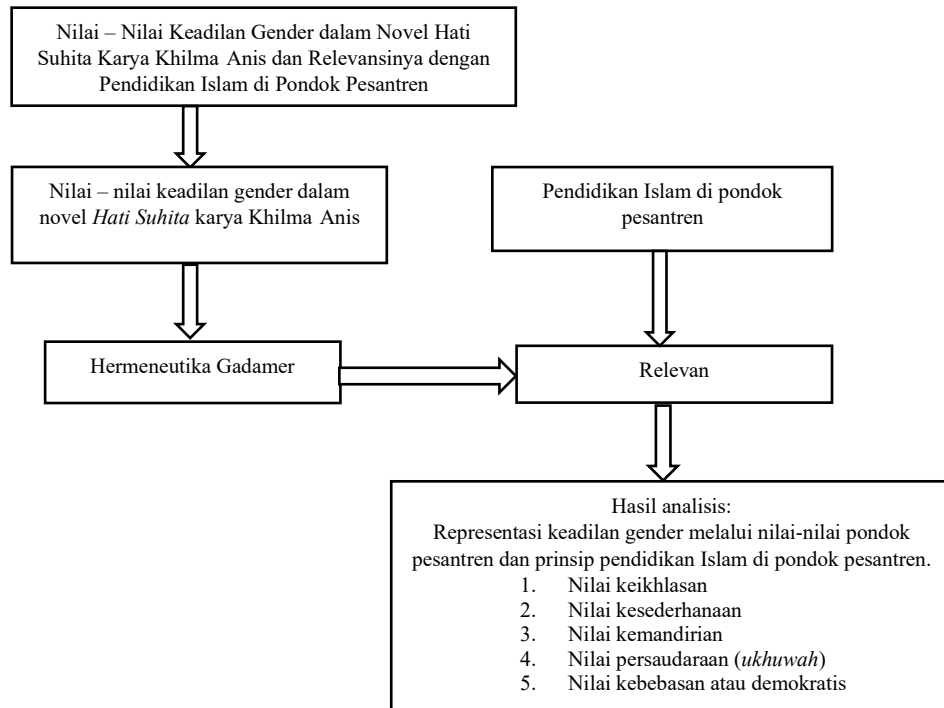 Nilai – Nilai Keadilan Gender dalam Novel Hati
Suhita Karya Khilma Anis dan Relevansinya dengan
Pendidikan Islam di Pondok Pesantren
Nilai – nilai keadilan gender dalam
novel Hati Suhita karya Khilma Anis
Pendidikan Islam di pondok
pesantren
Hermeneutika Gadamer
Relevan
Hasil analisis:
Representasi keadilan gender melalui nilai-nilai pondok
pesantren dan prinsip pendidikan Islam di pondok pesantren.
1. Nilai keikhlasan
2. Nilai kesederhanaan
3. Nilai kemandirian
4. Nilai persaudaraan (ukhuwah)
5. Nilai kebebasan atau demokratis